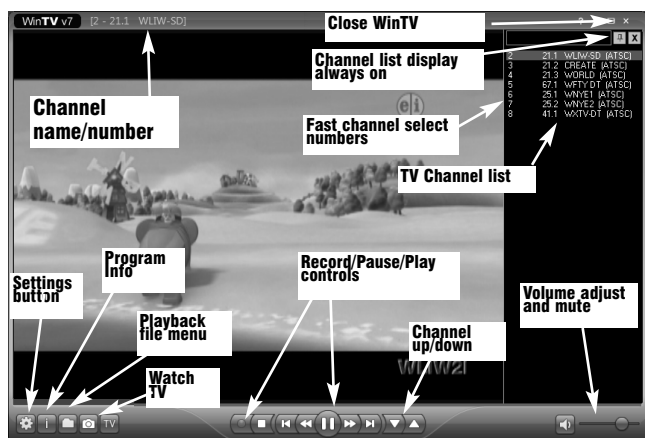 WinTV v7 [2 - 21.1 WLIW-SD]
Close WinTV
? x
X
Channel list display
always on
2 21.1 WLIW-SD (ATSC)
3 21.2 CREATE (ATSC)
4 21.3 WORLD (ATSC)
5 67.1 WFTY DT (ATSC)
6 25.1 WNYE1 (ATSC)
7 25.2 WNYE2 (ATSC)
8 41.1 WXTV-DT (ATSC)
Channel
name/number
e i
Fast channel select
numbers
TV Channel list
Program
Info
Record/Pause/Play
controls
Settings
button
Volume adjust
and mute
Playback
file menu
Channel
up/down
WLIW21
Watch
TV
i TV